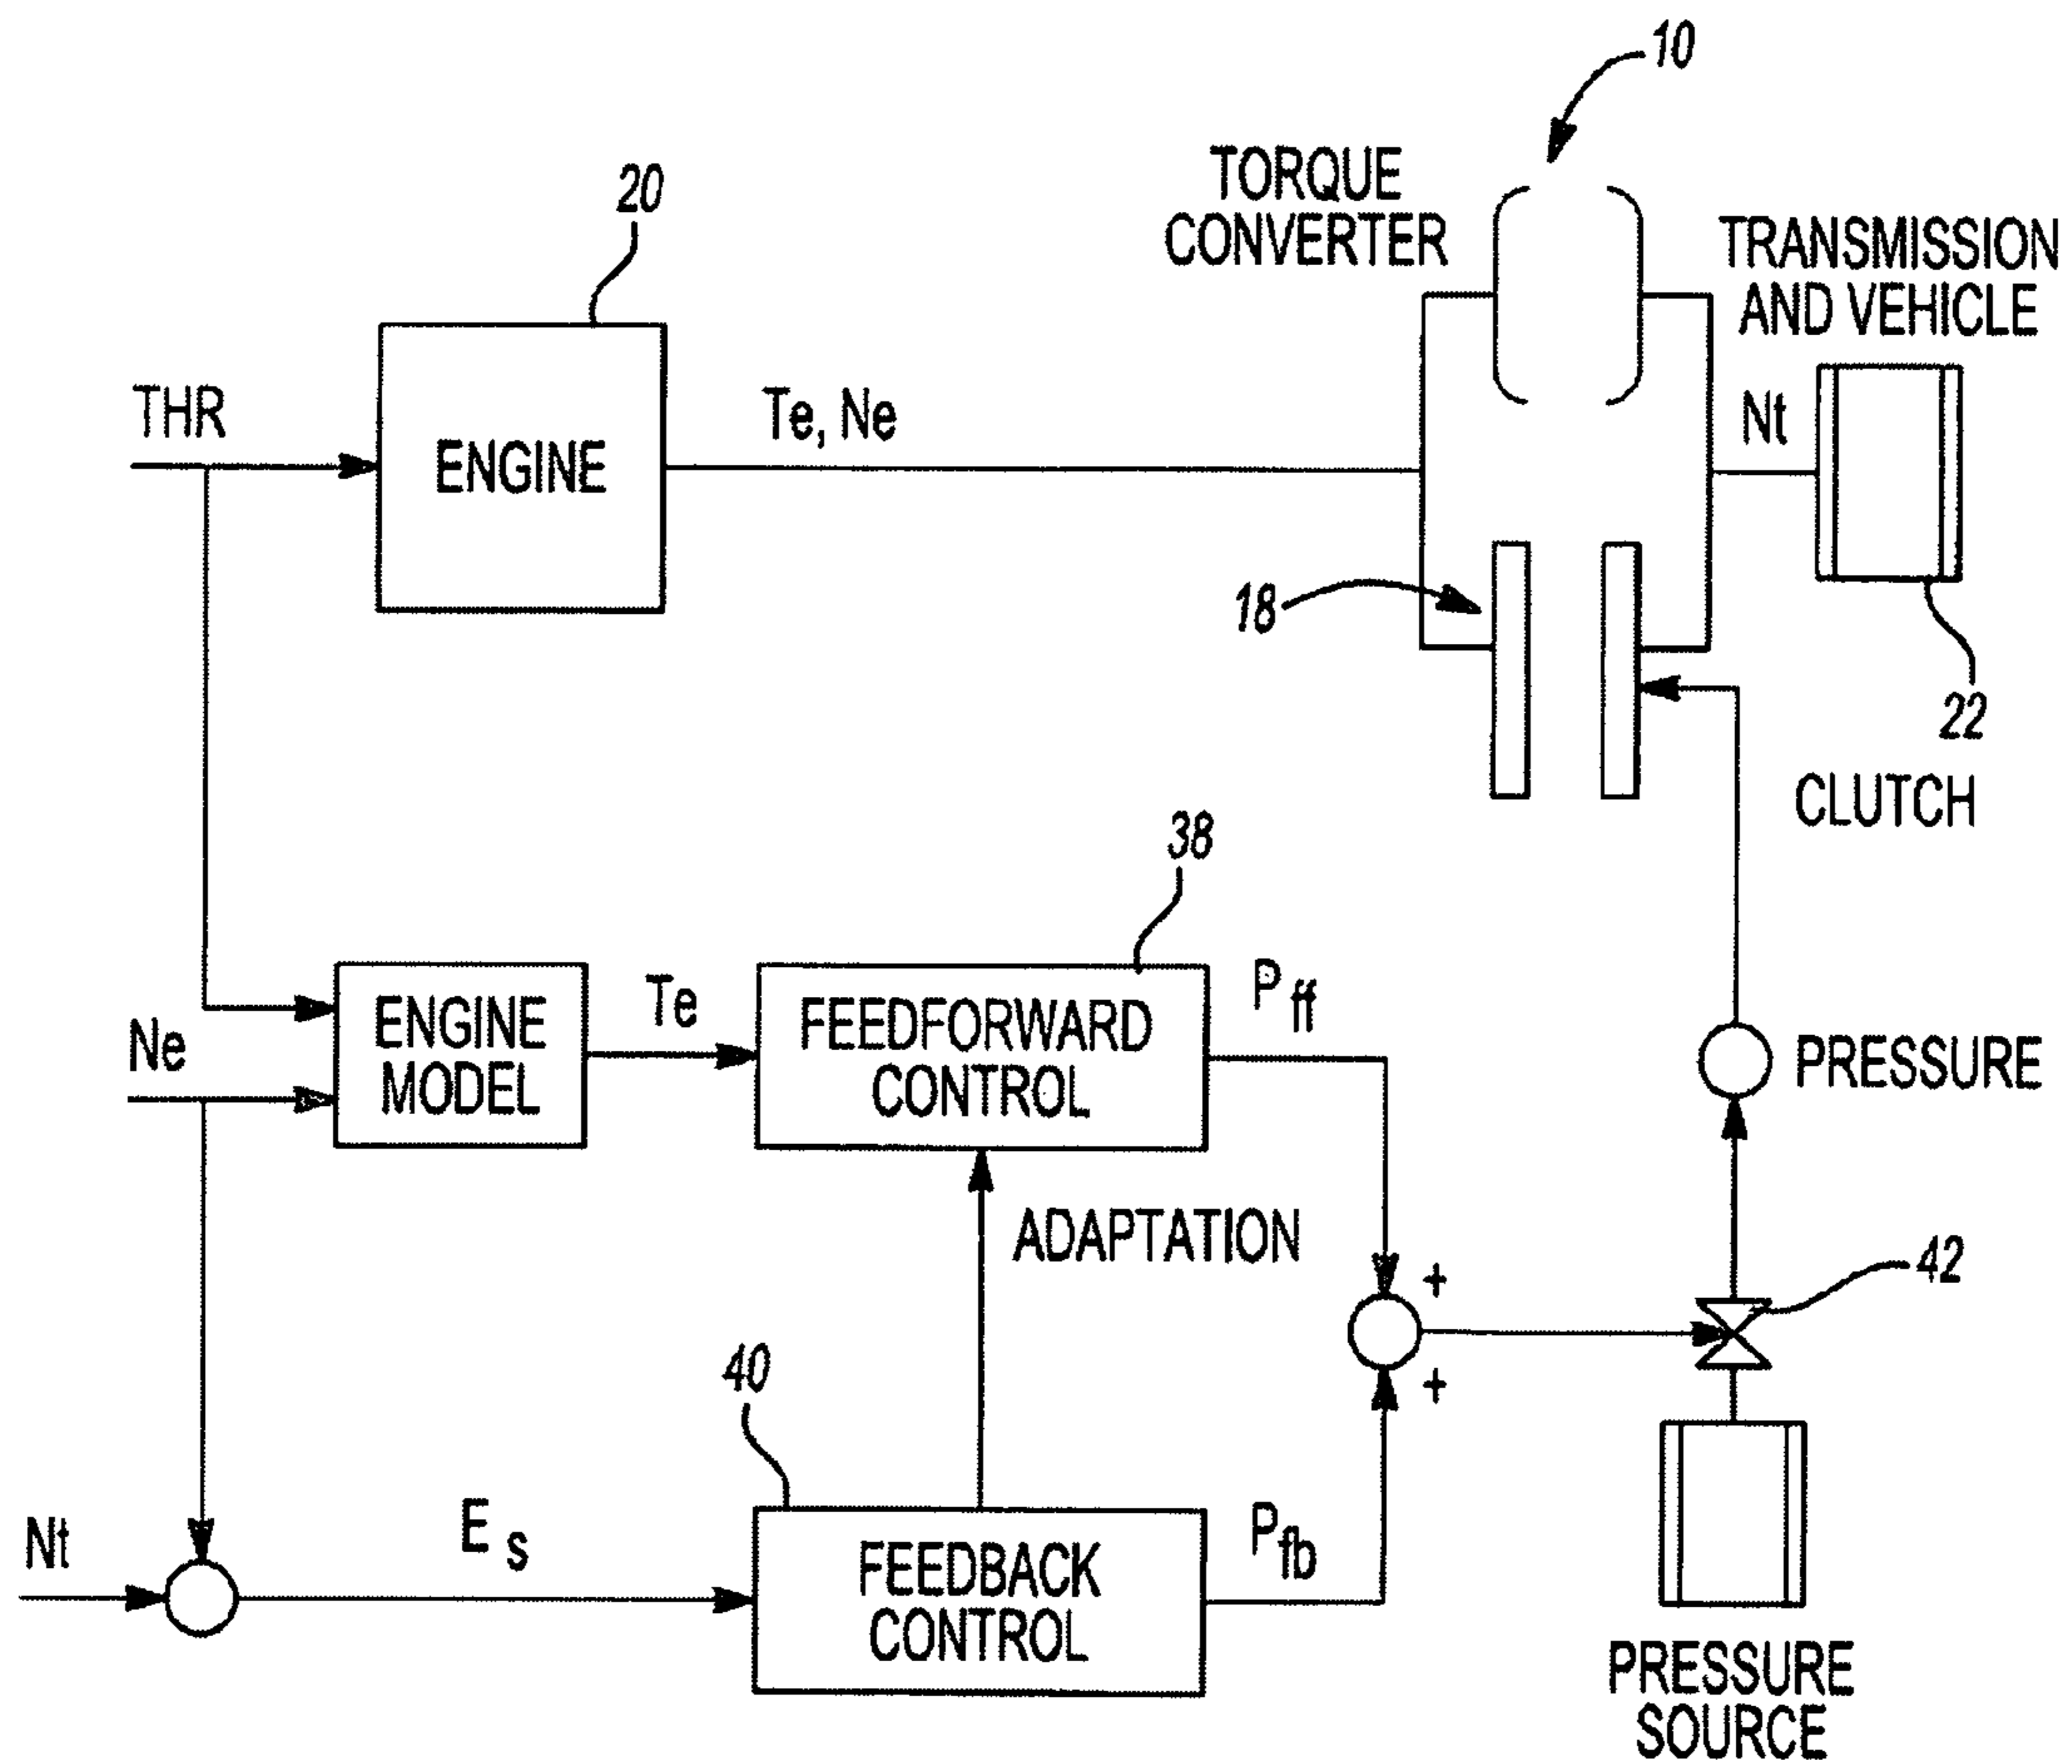 10
TORQUE
CONVERTER
20
TRANSMISSION
AND VEHICLE
THR
ENGINE
Te, Ne
Nt
18
22
CLUTCH
38
Ne
ENGINE
MODEL
Te
FEEDFORWARD
CONTROL
Pff
PRESSURE
ADAPTATION
+
42
+
40
Nt
Es
FEEDBACK
CONTROL
Pfb
PRESSURE
SOURCE